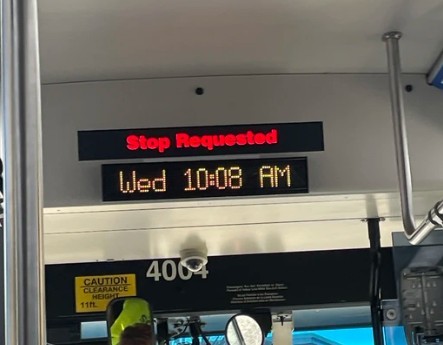 Stop Requested
Wed 10:08 AM
4004
CAUTION
CLEARANCE
HEIGHT
11ft.